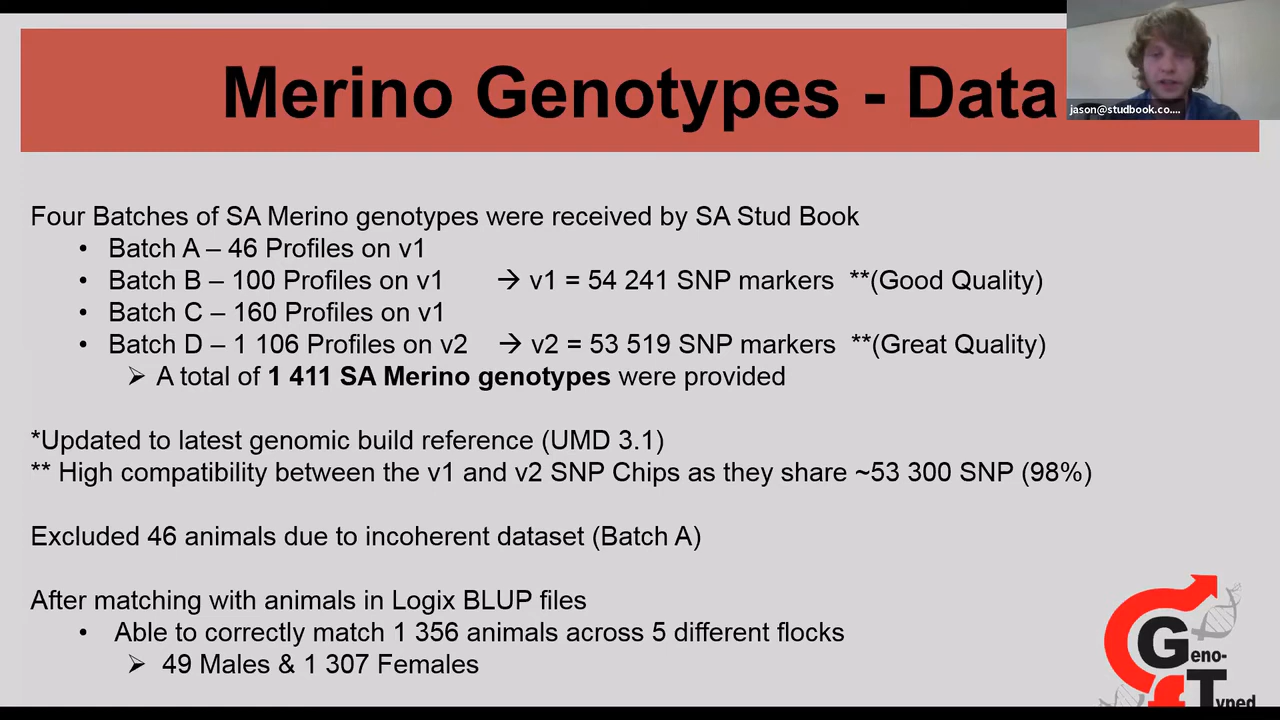 Merino Genotypes - Data
jason@studbook.co....
Four Batches of SA Merino genotypes were received by SA Stud Book
• Batch A – 46 Profiles on v1
• Batch B – 100 Profiles on v1 → v1 = 54 241 SNP markers **(Good Quality)
• Batch C – 160 Profiles on v1
• Batch D – 1 106 Profiles on v2 → v2 = 53 519 SNP markers **(Great Quality)
➢ A total of 1 411 SA Merino genotypes were provided
*Updated to latest genomic build reference (UMD 3.1)
** High compatibility between the v1 and v2 SNP Chips as they share ~53 300 SNP (98%)
Excluded 46 animals due to incoherent dataset (Batch A)
After matching with animals in Logix BLUP files
• Able to correctly match 1 356 animals across 5 different flocks
➢ 49 Males & 1 307 Females
Geno-
Typed